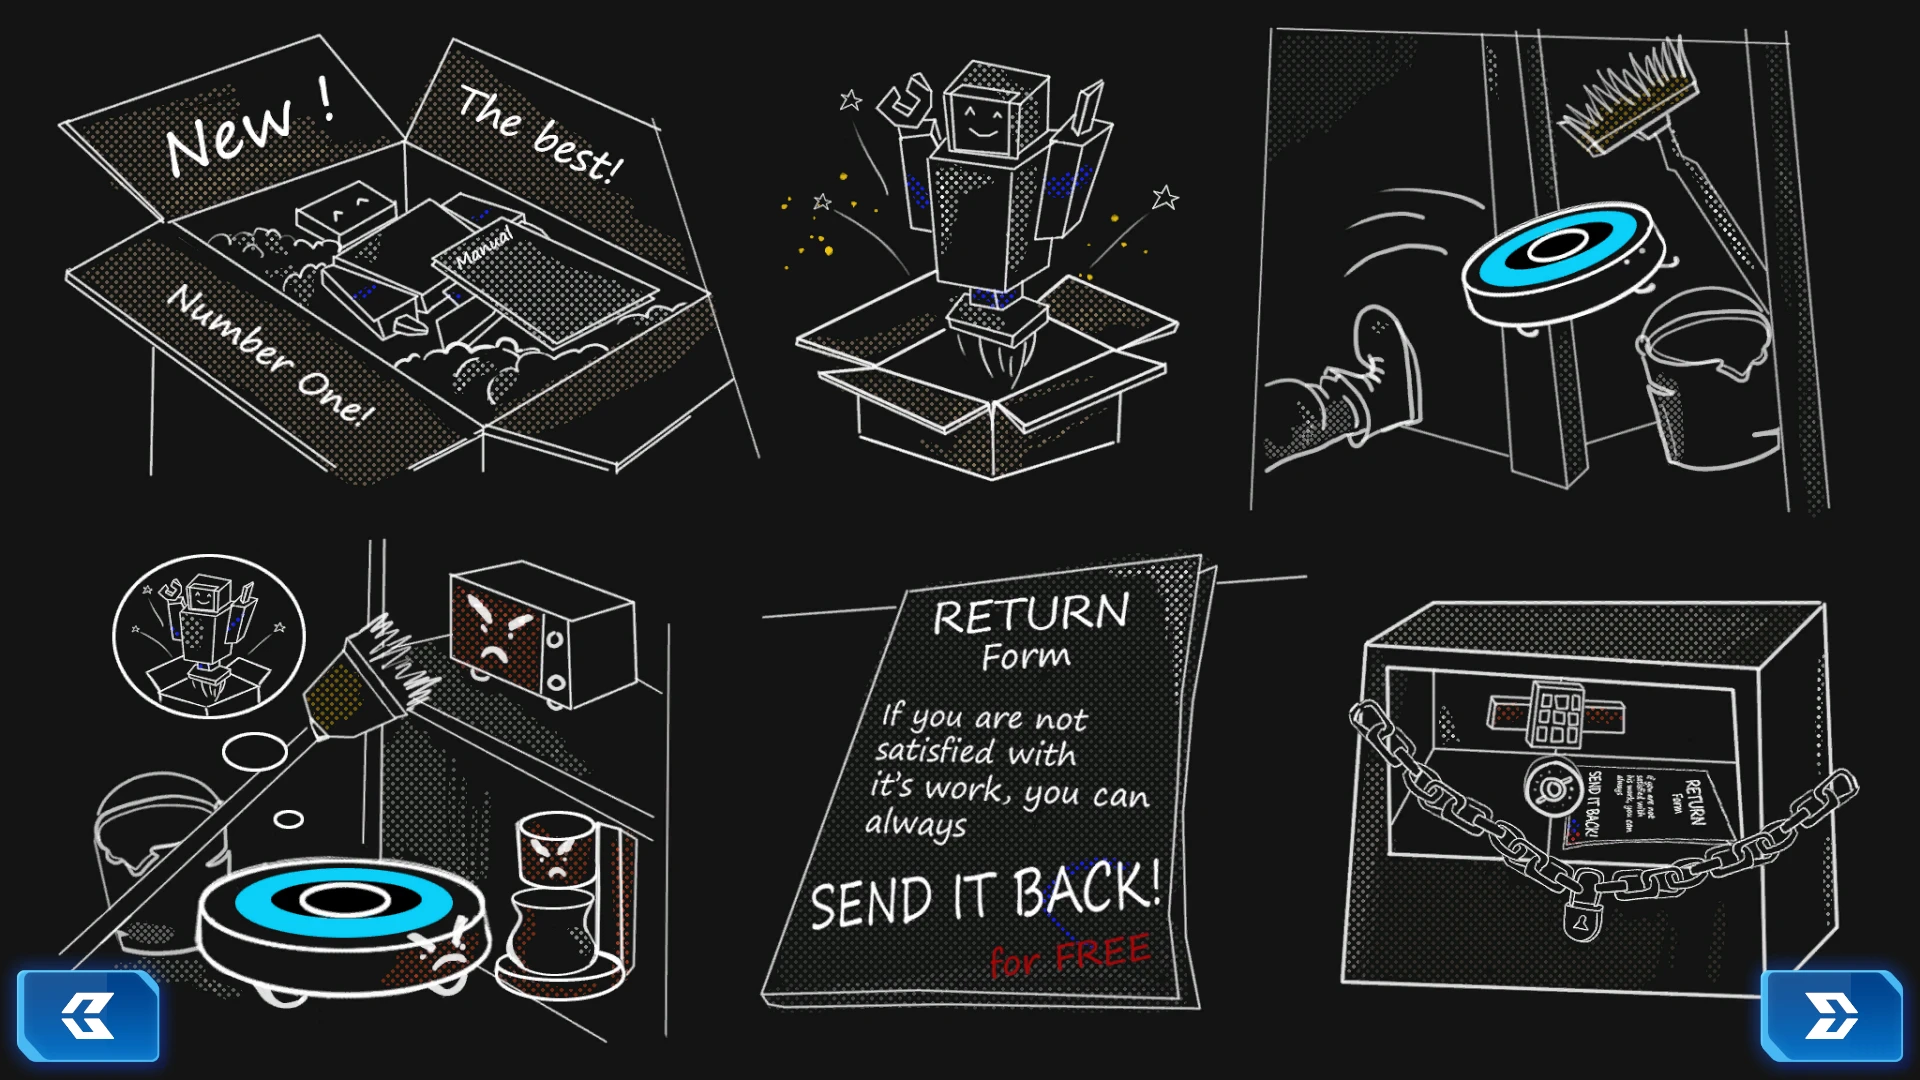 New !
The best!
Manual
Number One!
RETURN
Form
If you are not
satisfied with
it's work, you can
always
SEND IT BACK!
for FREE
RETURN
Form
If you are not
satisfied with
his work, you can
always
SEND IT BACK!